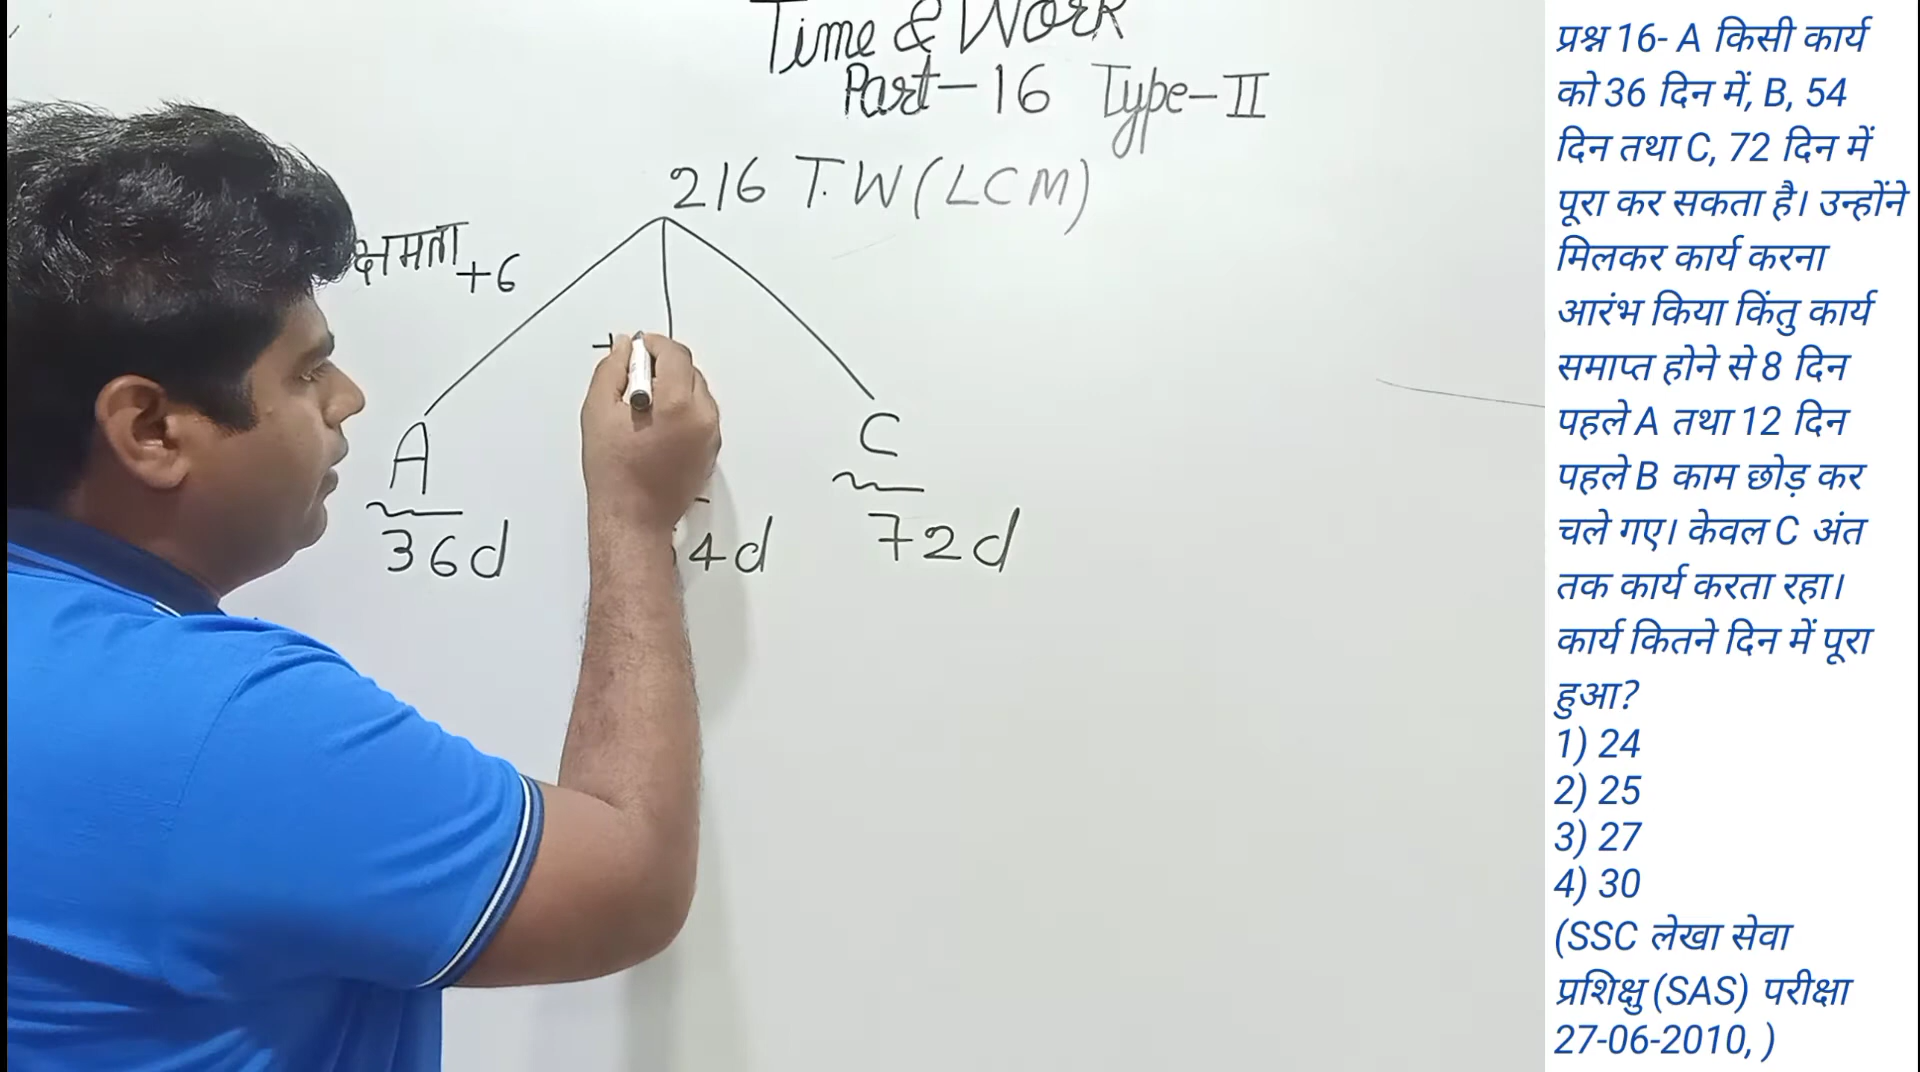 Time & Work
Part-16 Type-II
216 T.W(LCM)
क्षमता +6
+
A
C
36d
4d
72d
प्रश्न 16- A किसी कार्य
को 36 दिन में, B, 54
दिन तथा C, 72 दिन में
पूरा कर सकता है। उन्होंने
मिलकर कार्य करना
आरंभ किया किंतु कार्य
समाप्त होने से 8 दिन
पहले A तथा 12 दिन
पहले B काम छोड़ कर
चले गए। केवल C अंत
तक कार्य करता रहा।
कार्य कितने दिन में पूरा
हुआ?
1) 24
2) 25
3) 27
4) 30
(SSC लेखा सेवा
प्रशिक्षु (SAS) परीक्षा
27-06-2010, )